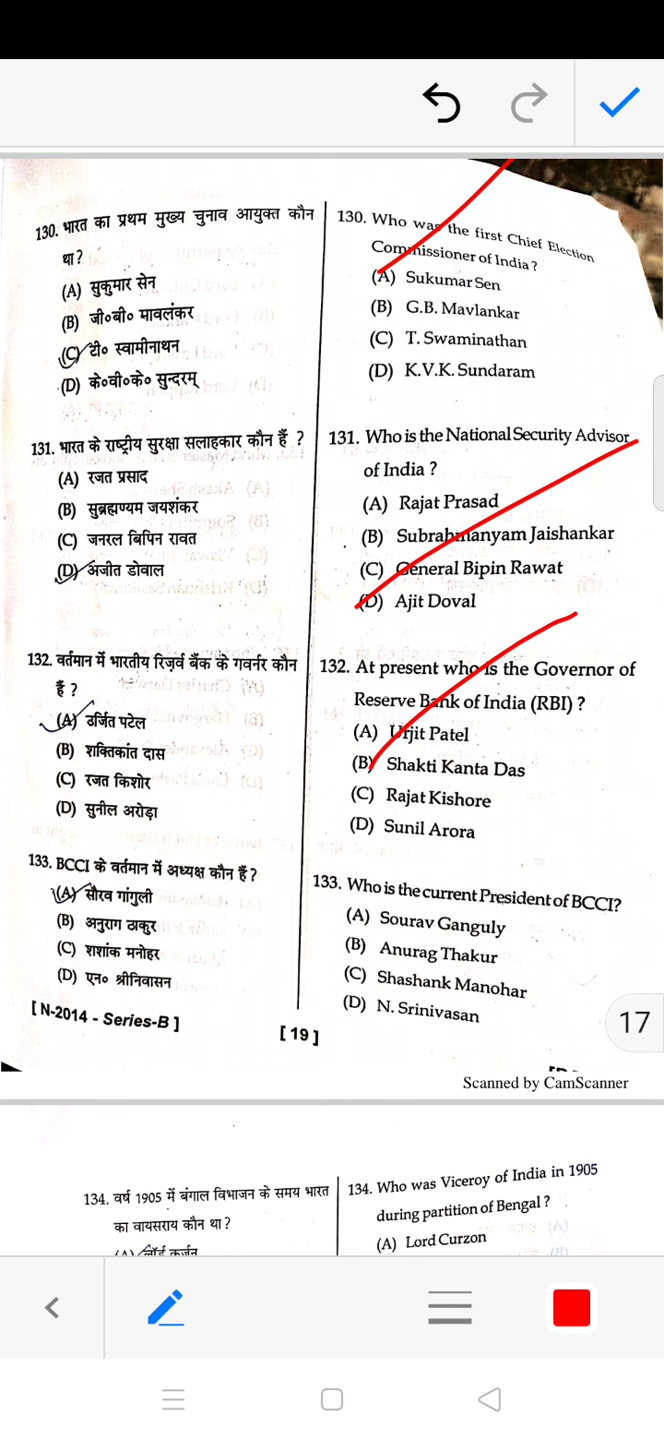 130. भारत का प्रथम मुख्य चुनाव आयुक्त कौन
था ?
(A) सुकुमार सेन
(B) जी०बी० मावलंकर
(C) टी० स्वामीनाथन
(D) के०वी०के० सुन्दरम्
131. भारत के राष्ट्रीय सुरक्षा सलाहकार कौन हैं ?
(A) रजत प्रसाद
(B) सुब्रह्मण्यम जयशंकर
(C) जनरल बिपिन रावत
(D) अजीत डोवाल
132. वर्तमान में भारतीय रिज़र्व बैंक के गवर्नर कौन
हैं ?
(A) उर्जित पटेल
(B) शक्तिकांत दास
(C) रजत किशोर
(D) सुनील अरोड़ा
133. BCCI के वर्तमान में अध्यक्ष कौन हैं?
(A) सौरव गांगुली
(B) अनुराग ठाकुर
(C) शशांक मनोहर
(D) एन० श्रीनिवासन
130. Who was the first Chief Election
Commissioner of India?
(A) Sukumar Sen
(B) G.B. Mavlankar
(C) T. Swaminathan
(D) K.V.K. Sundaram
131. Who is the National Security Advisor
of India ?
(A) Rajat Prasad
(B) Subrahmanyam Jaishankar
(C) General Bipin Rawat
(D) Ajit Doval
132. At present who is the Governor of
Reserve Bank of India (RBI) ?
(A) Urjit Patel
(B) Shakti Kanta Das
(C) Rajat Kishore
(D) Sunil Arora
133. Who is the current President of BCCI?
(A) Sourav Ganguly
(B) Anurag Thakur
(C) Shashank Manohar
(D) N. Srinivasan
[ N-2014 - Series-B ]
[ 19 ]
17
Scanned by CamScanner
134. वर्ष 1905 में बंगाल विभाजन के समय भारत
का वायसराय कौन था ?
(A) लॉर्ड कर्जन
134. Who was Viceroy of India in 1905
during partition of Bengal ?
(A) Lord Curzon